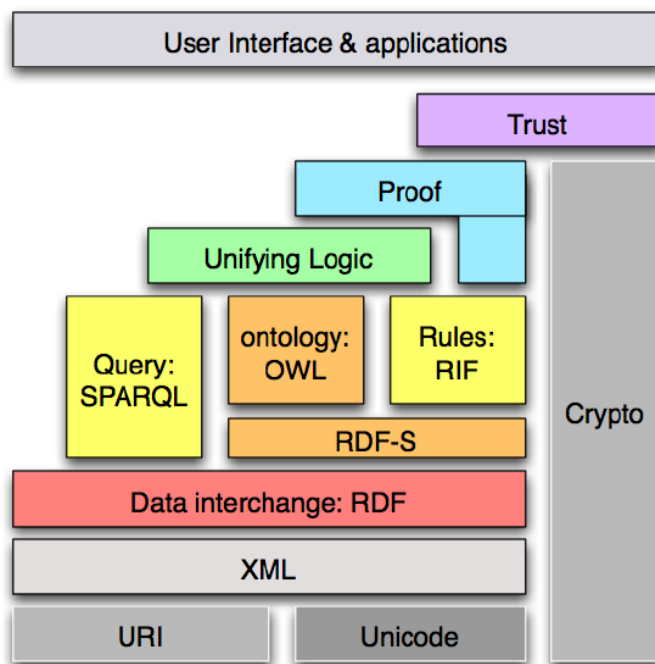 User Interface & applications
Trust
Proof
Unifying Logic
Query:
SPARQL
ontology:
OWL
Rules:
RIF
Crypto
RDF-S
Data interchange: RDF
XML
URI
Unicode